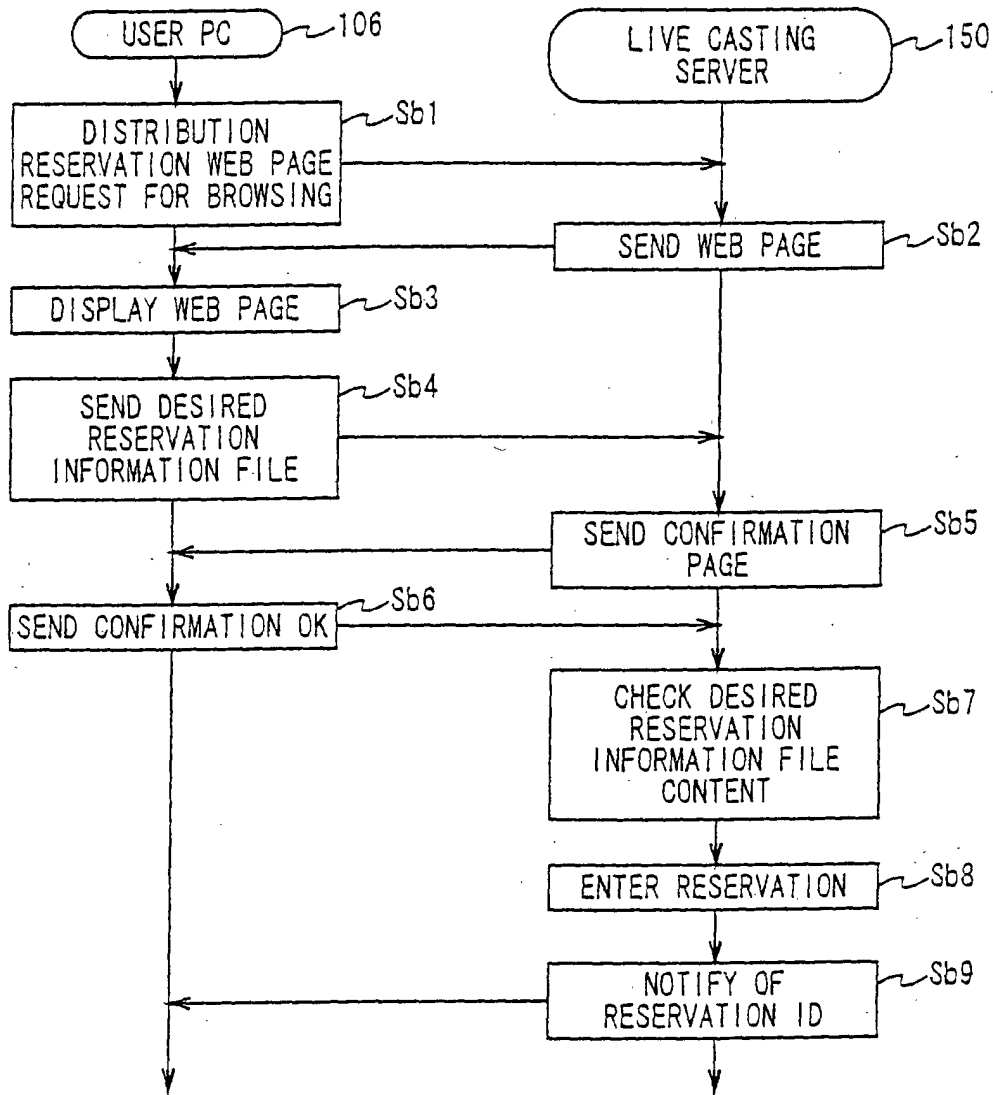 USER PC
106
LIVE CASTING
SERVER
150
DISTRIBUTION
RESERVATION WEB PAGE
REQUEST FOR BROWSING
Sb1
SEND WEB PAGE
Sb2
DISPLAY WEB PAGE
Sb3
SEND DESIRED
RESERVATION
INFORMATION FILE
Sb4
SEND CONFIRMATION
PAGE
Sb5
SEND CONFIRMATION OK
Sb6
CHECK DESIRED
RESERVATION
INFORMATION FILE
CONTENT
Sb7
ENTER RESERVATION
Sb8
NOTIFY OF
RESERVATION ID
Sb9